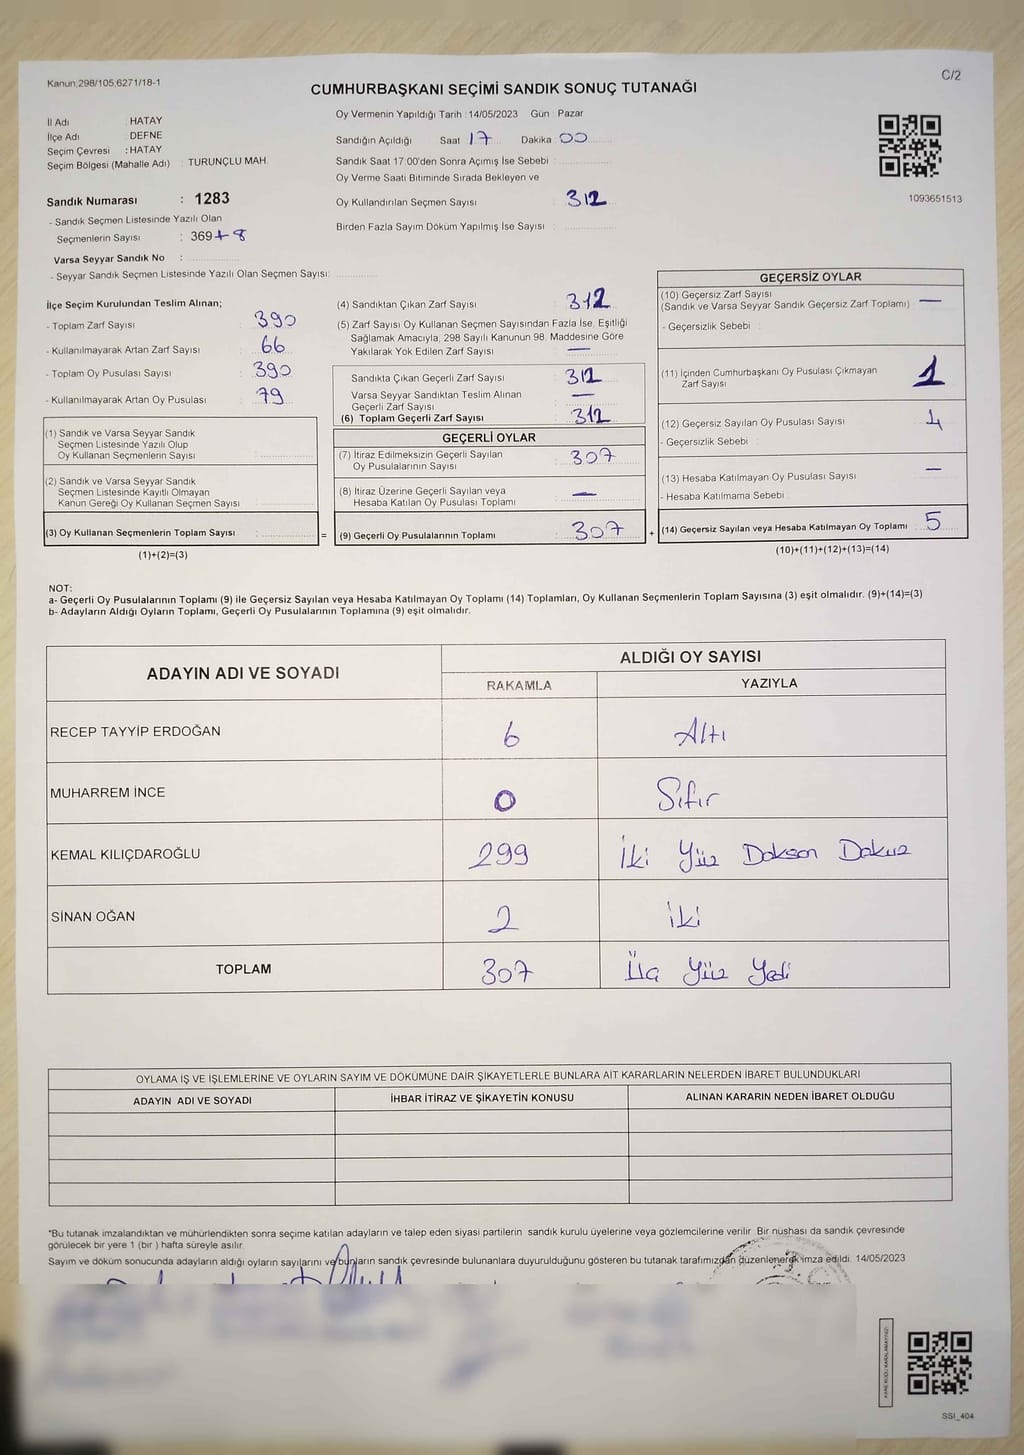 Kanun;298/105,6271/18-1
C/2
CUMHURBAŞKANI SEÇİMİ SANDIK SONUÇ TUTANAĞI
İl Adı HATAY
İlçe Adı DEFNE
Seçim Çevresi : HATAY
Seçim Bölgesi (Mahalle Adı) : TURUNÇLU MAH.
Sandık Numarası : 1283
- Sandık Seçmen Listesinde Yazılı Olan
Seçmenlerin Sayısı : 369+8
Varsa Seyyar Sandık No :
- Seyyar Sandık Seçmen Listesinde Yazılı Olan Seçmen Sayısı:
Oy Vermenin Yapıldığı Tarih : 14/05/2023 Gün : Pazar
Sandığın Açıldığı Saat 17 Dakika 00
Sandık Saat 17:00'den Sonra Açımış İse Sebebi :
Oy Verme Saati Bitiminde Sırada Bekleyen ve
Oy Kullandırılan Seçmen Sayısı : 312
Birden Fazla Sayım Döküm Yapılmış İse Sayısı :
1093651513
İlçe Seçim Kurulundan Teslim Alınan;
- Toplam Zarf Sayısı : 390
- Kullanılmayarak Artan Zarf Sayısı : 66
- Toplam Oy Pusulası Sayısı : 390
- Kullanılmayarak Artan Oy Pusulası : 79
(1) Sandık ve Varsa Seyyar Sandık
Seçmen Listesinde Yazılı Olup
Oy Kullanan Seçmenlerin Sayısı :
(2) Sandık ve Varsa Seyyar Sandık
Seçmen Listesinde Kayıtlı Olmayan
Kanun Gereği Oy Kullanan Seçmen Sayısı :
(3) Oy Kullanan Seçmenlerin Toplam Sayısı :
=
(1)+(2)=(3)
(4) Sandıktan Çıkan Zarf Sayısı : 312
(5) Zarf Sayısı Oy Kullanan Seçmen Sayısından Fazla İse, Eşitliği
Sağlamak Amacıyla, 298 Sayılı Kanunun 98. Maddesine Göre
Yakılarak Yok Edilen Zarf Sayısı : —
Sandıkta Çıkan Geçerli Zarf Sayısı : 312
Varsa Seyyar Sandıktan Teslim Alınan
Geçerli Zarf Sayısı : —
(6) Toplam Geçerli Zarf Sayısı : 312
GEÇERLİ OYLAR
(7) İtiraz Edilmeksizin Geçerli Sayılan
Oy Pusulalarının Sayısı : 307
(8) İtiraz Üzerine Geçerli Sayılan veya
Hesaba Katılan Oy Pusulası Toplamı : —
(9) Geçerli Oy Pusulalarının Toplamı : 307
+
GEÇERSİZ OYLAR
(10) Geçersiz Zarf Sayısı
(Sandık ve Varsa Seyyar Sandık Geçersiz Zarf Toplamı) : —
- Geçersizlik Sebebi :
(11) İçinden Cumhurbaşkanı Oy Pusulası Çıkmayan
Zarf Sayısı : 1
(12) Geçersiz Sayılan Oy Pusulası Sayısı : 4
- Geçersizlik Sebebi :
(13) Hesaba Katılmayan Oy Pusulası Sayısı : —
- Hesaba Katılmama Sebebi :
(14) Geçersiz Sayılan veya Hesaba Katılmayan Oy Toplamı : 5
(10)+(11)+(12)+(13)=(14)
NOT:
a- Geçerli Oy Pusulalarının Toplamı (9) ile Geçersiz Sayılan veya Hesaba Katılmayan Oy Toplamı (14) Toplamları, Oy Kullanan Seçmenlerin Toplam Sayısına (3) eşit olmalıdır. (9)+(14)=(3)
b- Adayların Aldığı Oyların Toplamı, Geçerli Oy Pusulalarının Toplamına (9) eşit olmalıdır.
ADAYIN ADI VE SOYADI
ALDIĞI OY SAYISI
RAKAMLA YAZIYLA
RECEP TAYYİP ERDOĞAN 6 Altı
MUHARREM İNCE 0 Sıfır
KEMAL KILIÇDAROĞLU 299 İki Yüz Doksan Dokuz
SİNAN OĞAN 2 İki
TOPLAM 307 Üç Yüz Yedi
OYLAMA İŞ VE İŞLEMLERİNE VE OYLARIN SAYIM VE DÖKÜMÜNE DAİR ŞİKAYETLERLE BUNLARA AİT KARARLARIN NELERDEN İBARET BULUNDUKLARI
ADAYIN ADI VE SOYADI İHBAR İTİRAZ VE ŞİKAYETİN KONUSU ALINAN KARARIN NEDEN İBARET OLDUĞU
*Bu tutanak imzalandıktan ve mühürlendikten sonra seçime katılan adayların ve talep eden siyasi partilerin sandık kurulu üyelerine veya gözlemcilerine verilir. Bir nüshası da sandık çevresinde
görülecek bir yere 1 (bir) hafta süreyle asılır.
Sayım ve döküm sonucunda adayların aldığı oyların sayılarını ve bunların sandık çevresinde bulunanlara duyurulduğunu gösteren bu tutanak tarafımızdan düzenlenerek imza edildi. 14/05/2023
SSI_404